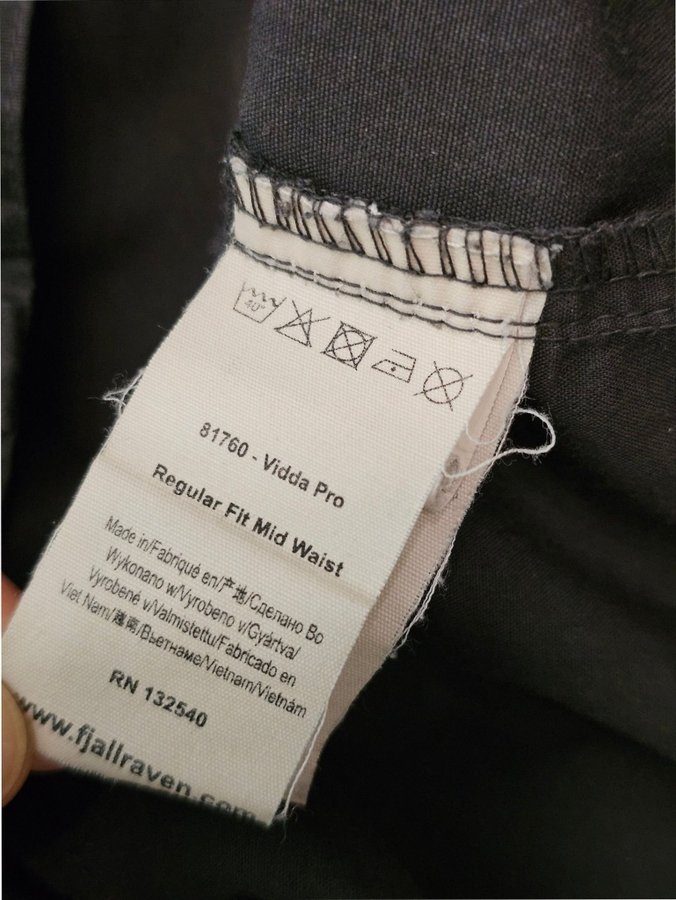 40°
81760 - Vidda Pro
Regular Fit Mid Waist
Made in/Fabriqué en/产地/Сделано Во
Wykonano w/Vyrobeno v/Gyártva/
Vyrobené v/Valmistettu/Fabricado en
Viet Nam/越南/Вьетнаме/Vietnam/Vietnám
RN 132540
www.fjallraven.com